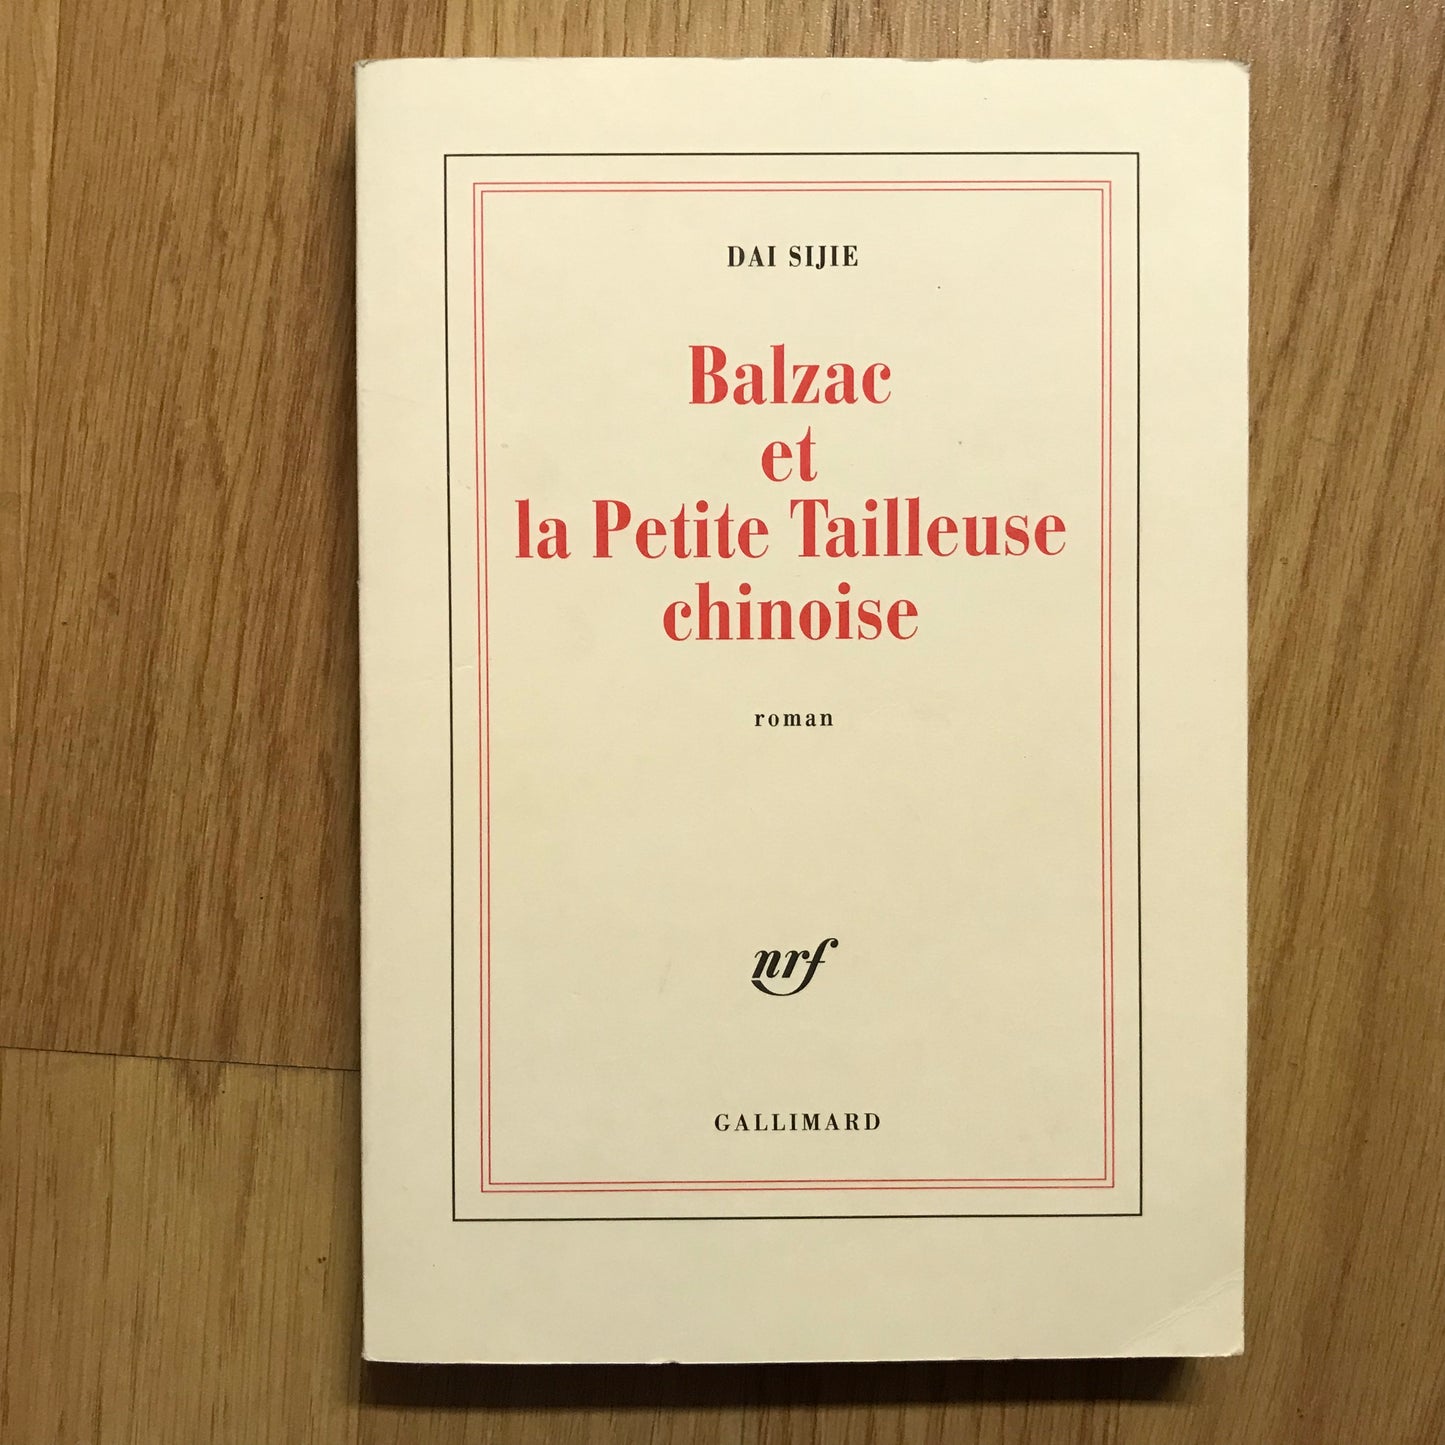 DAI SIJIE
Balzac
et
la Petite Tailleuse
chinoise
roman
nrf
GALLIMARD